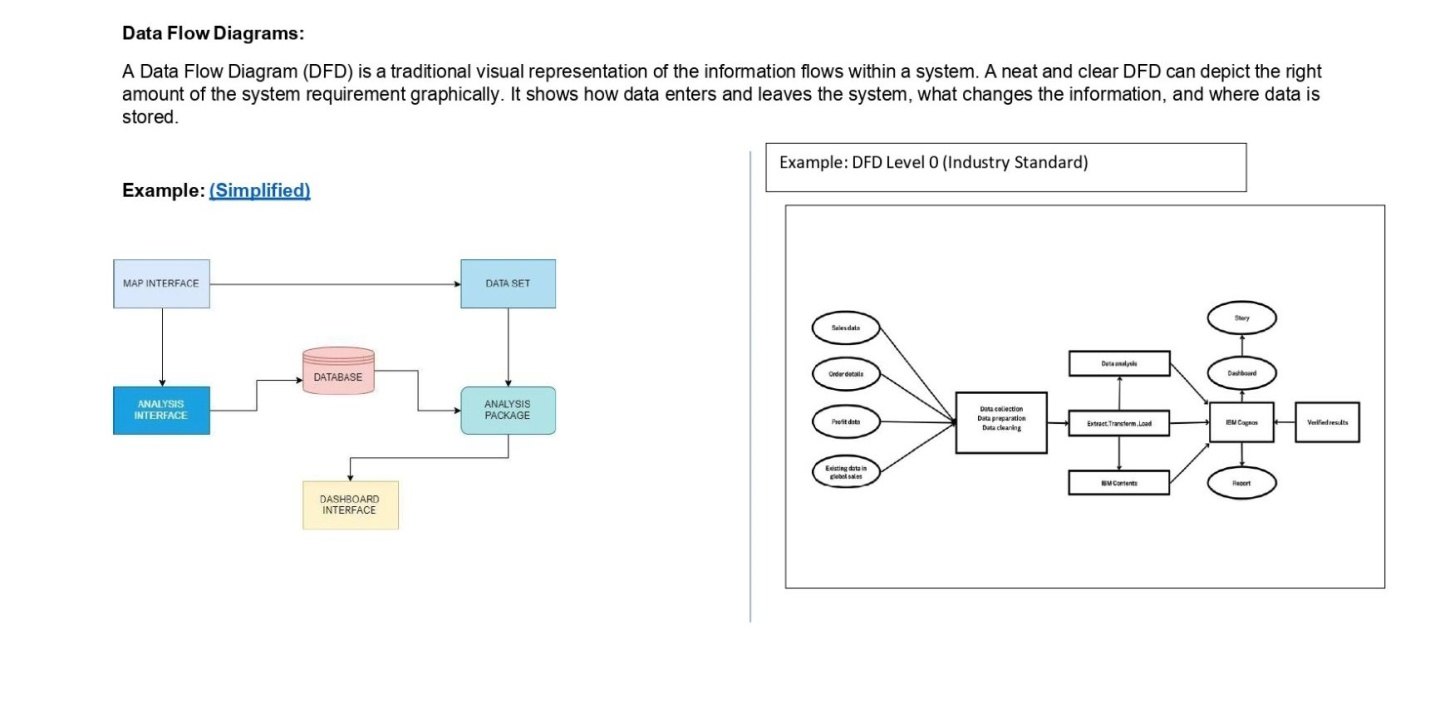 Data Flow Diagrams:
A Data Flow Diagram (DFD) is a traditional visual representation of the information flows within a system. A neat and clear DFD can depict the right
amount of the system requirement graphically. It shows how data enters and leaves the system, what changes the information, and where data is
stored.
Example: (Simplified)
MAP INTERFACE
DATA SET
DATABASE
ANALYSIS
INTERFACE
ANALYSIS
PACKAGE
DASHBOARD
INTERFACE
Example: DFD Level 0 (Industry Standard)
Sales data
Order details
Profit data
Existing data in
global sales
Data collection
Data preparation
Data cleaning
Data analysis
Extract,Transform,Load
IBM Contents
Story
Dashboard
IBM Cognos
Verified results
Report